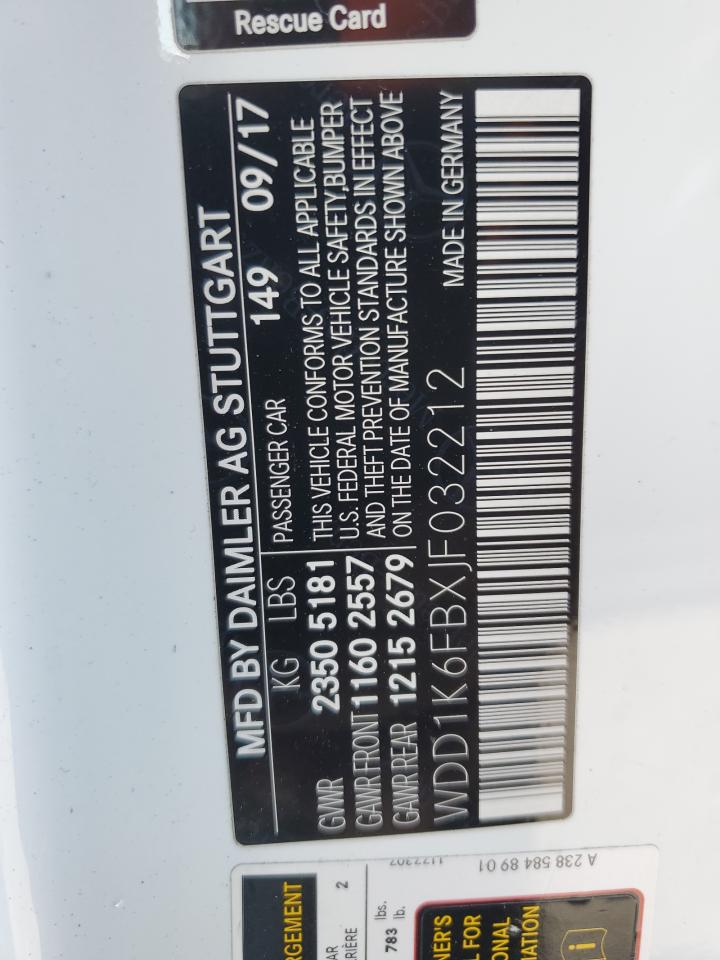 Rescue Card
MFD BY DAIMLER AG STUTTGART
149 09/17
KG LBS PASSENGER CAR
GWR 2350 5181
GAWR FRONT 1160 2557
GAWR REAR 1215 2679
THIS VEHICLE CONFORMS TO ALL APPLICABLE
U.S. FEDERAL MOTOR VEHICLE SAFETY,BUMPER
AND THEFT PREVENTION STANDARDS IN EFFECT
ON THE DATE OF MANUFACTURE SHOWN ABOVE
WDD1K6FBXJF032212 MADE IN GERMANY
A 238 584 89 01
2
783
lbs.
lb.
FOR